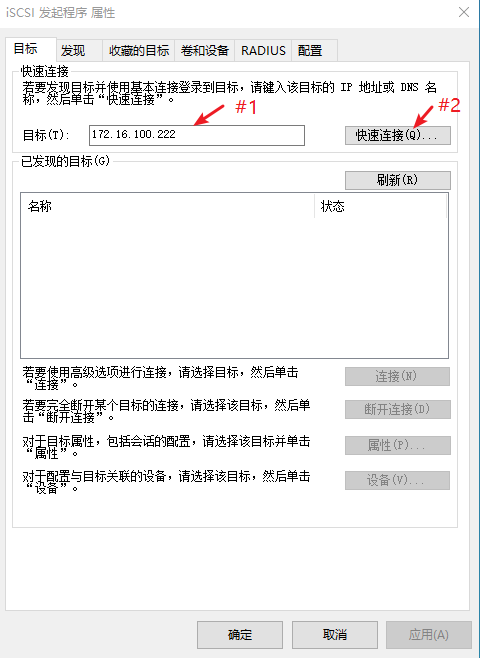 iSCSI 发起程序 属性
目标
发现
收藏的目标
卷和设备
RADIUS
配置
快速连接
若要发现目标并使用基本连接登录到目标，请键入该目标的 IP 地址或 DNS 名
称，然后单击“快速连接”。
#1
#2
目标(T):
172.16.100.222
快速连接(Q)...
已发现的目标(G)
刷新(R)
名称
状态
若要使用高级选项进行连接，请选择目标，然后单击
“连接”。
连接(N)
若要完全断开某个目标的连接，请选择该目标，然后单
击“断开连接”。
断开连接(D)
对于目标属性，包括会话的配置，请选择该目标并单击
“属性”。
属性(P)...
对于配置与目标关联的设备，请选择该目标，然后单击
“设备”。
设备(V)...
确定
取消
应用(A)